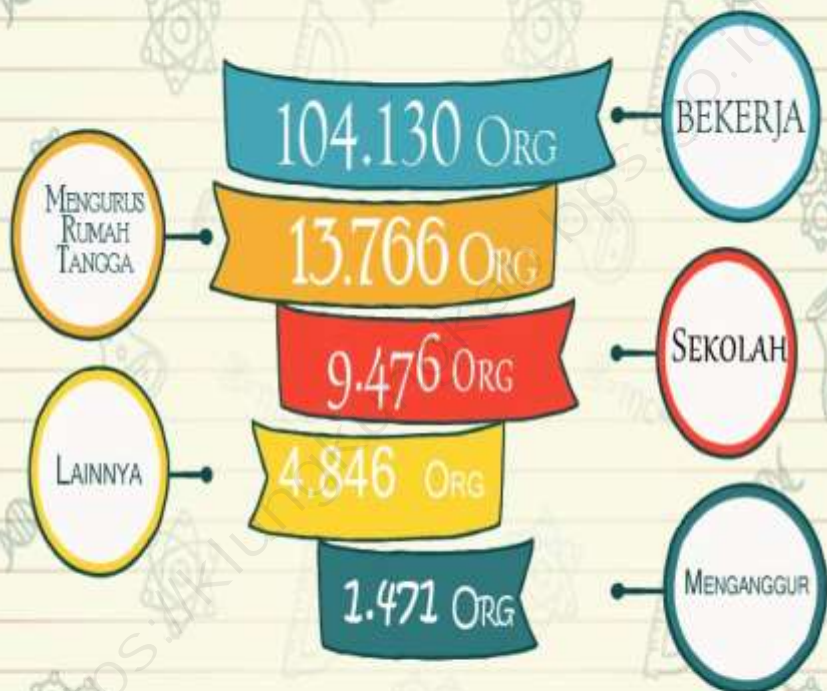 104.130 ORG
BEKERJA
MENGURUS
RUMAH
TANGGA
13.766 ORG
9.476 ORG
SEKOLAH
LAINNYA
4.846 ORG
1.471 ORG
MENGANGGUR